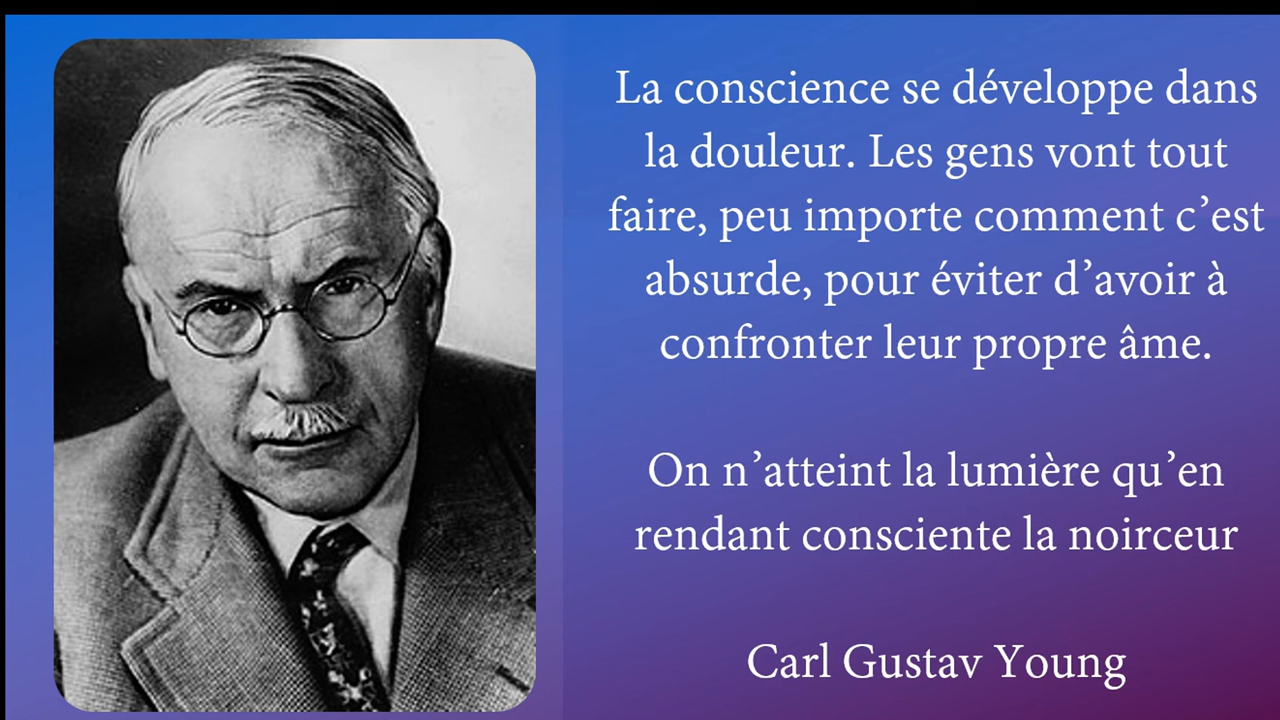 La conscience se développe dans
la douleur. Les gens vont tout
faire, peu importe comment c’est
absurde, pour éviter d’avoir à
confronter leur propre âme.
On n’atteint la lumière qu’en
rendant consciente la noirceur
Carl Gustav Young